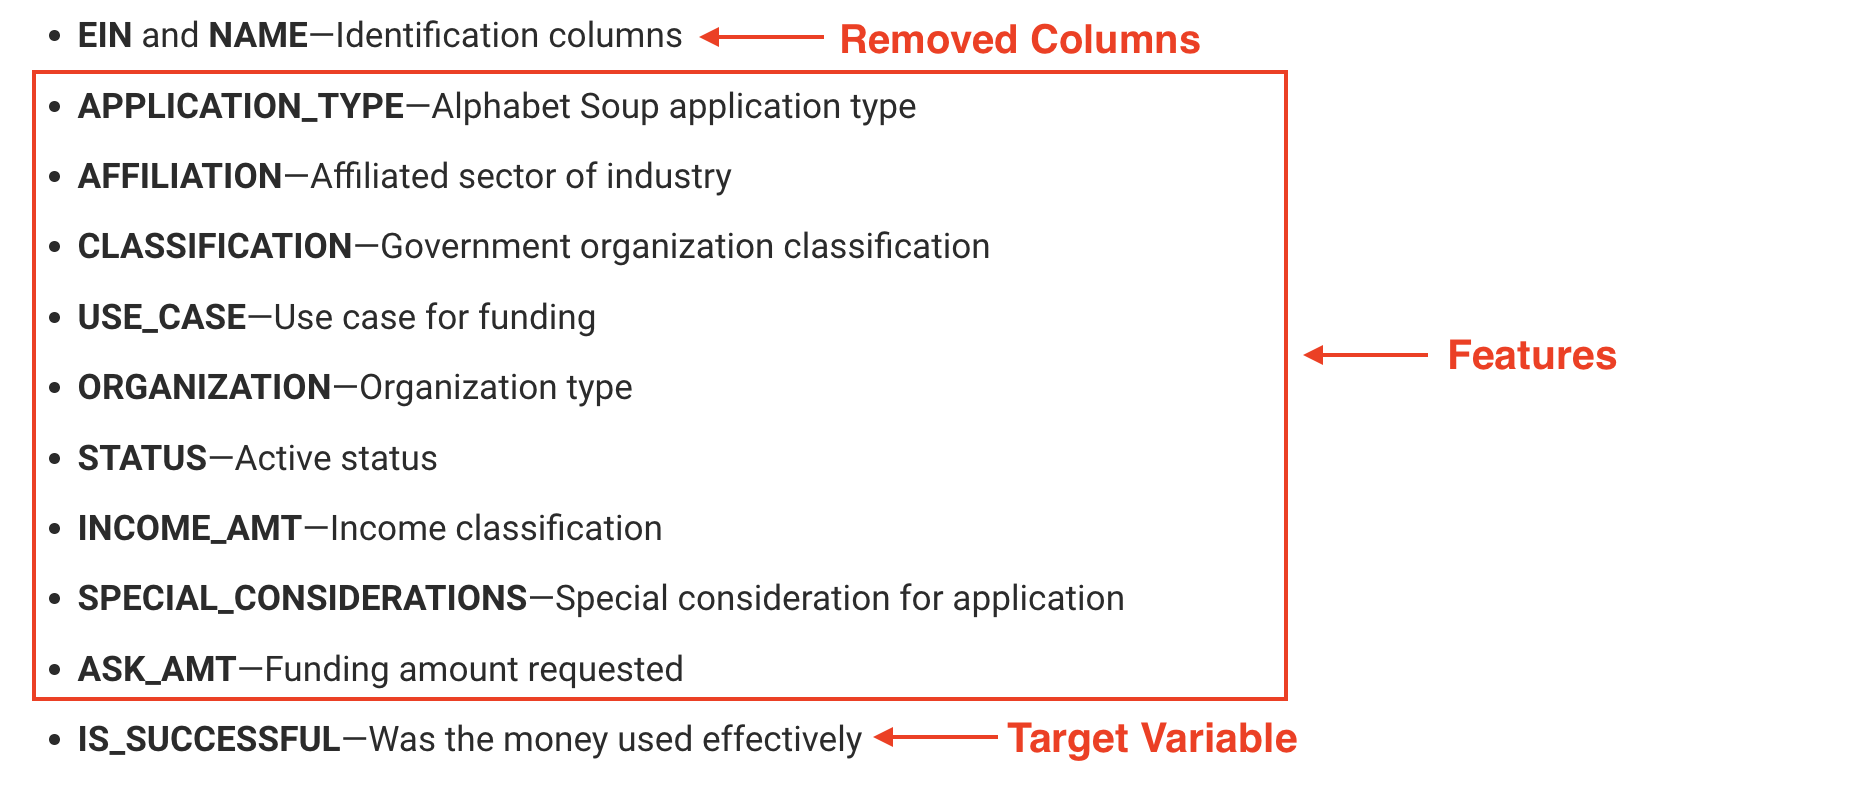 • EIN and NAME—Identification columns Removed Columns
• APPLICATION_TYPE—Alphabet Soup application type
• AFFILIATION—Affiliated sector of industry
• CLASSIFICATION—Government organization classification
• USE_CASE—Use case for funding
Features
• ORGANIZATION—Organization type
• STATUS—Active status
• INCOME_AMT—Income classification
• SPECIAL_CONSIDERATIONS—Special consideration for application
• ASK_AMT—Funding amount requested
• IS_SUCCESSFUL—Was the money used effectively Target Variable